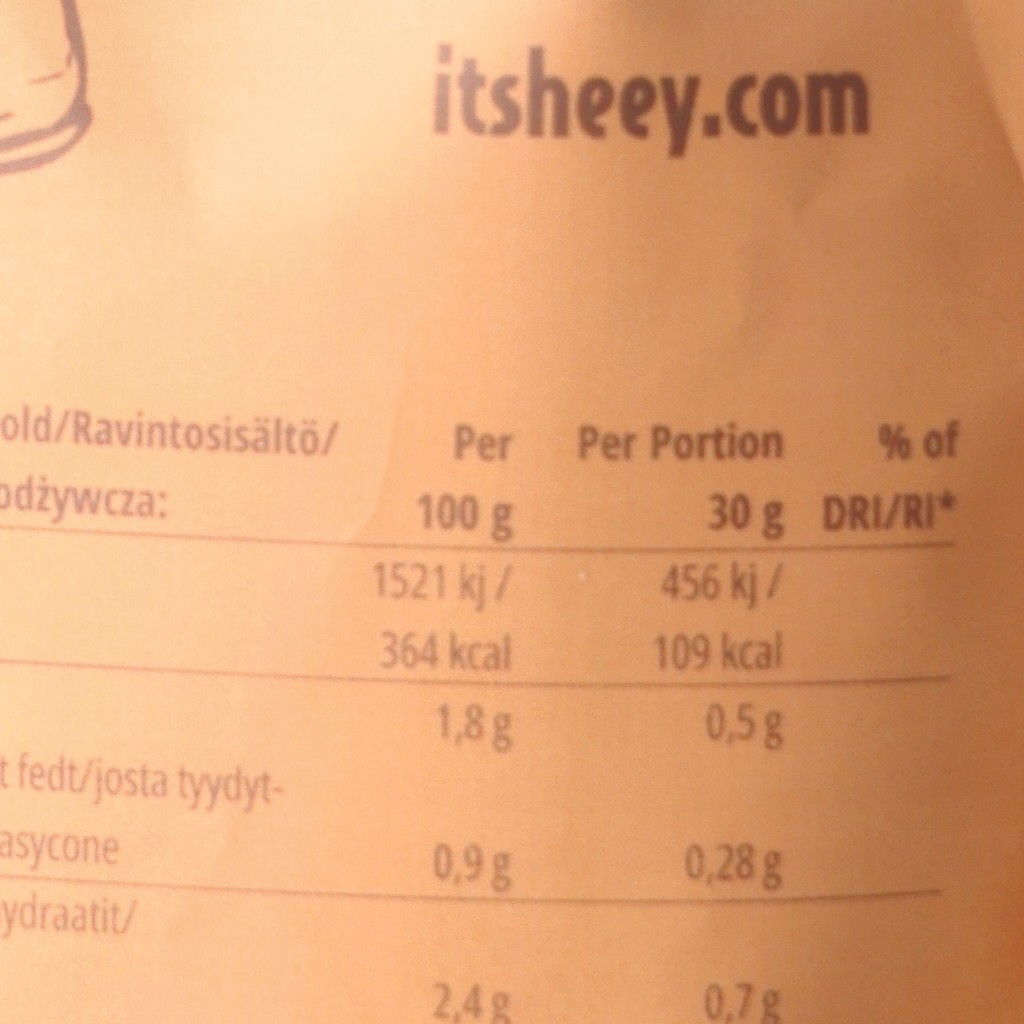 itsheey.com
old/Ravintosisältö/ Per Per Portion % of
odżywcza: 100 g 30 g DRI/RI*
1521 kj / 456 kj /
364 kcal 109 kcal
1,8 g 0,5 g
t fedt/josta tyydyt-
asycone 0,9 g 0,28 g
ydraatit/
2,4 g 0,7 g